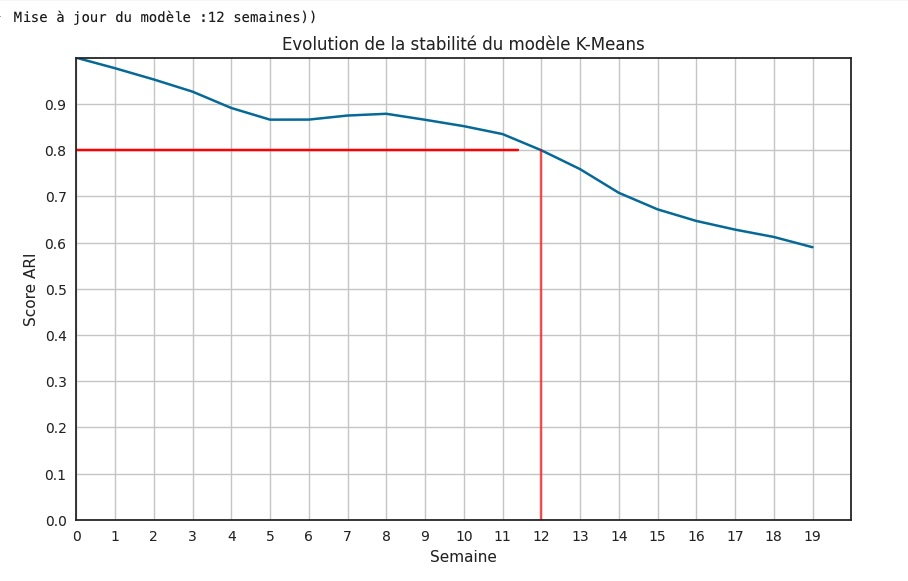 Mise à jour du modèle :12 semaines))
Evolution de la stabilité du modèle K-Means
0.9
0.8
0.7
0.6
0.5
0.4
0.3
0.2
0.1
0.0
Score ARI
0 1 2 3 4 5 6 7 8 9 10 11 12 13 14 15 16 17 18 19
Semaine